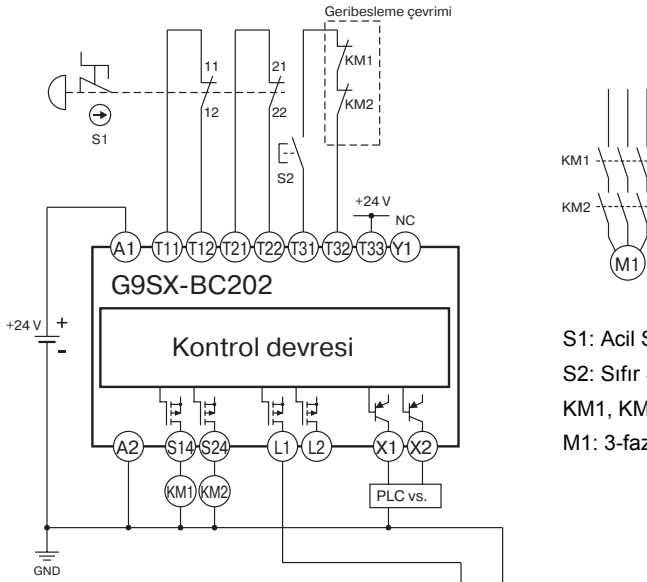 Geribesleme çevrimi
11
21
KM1
12
22
KM2
S1
S2
+24 V
NC
KM1
KM2
M1
A1
T11
T12
T21
T22
T31
T32
T33
Y1
G9SX-BC202
+24 V
+
-
Kontrol devresi
A2
S14
S24
L1
L2
X1
X2
KM1
KM2
PLC vs.
GND
S1: Acil S
S2: Sıfır
KM1, KM
M1: 3-faz